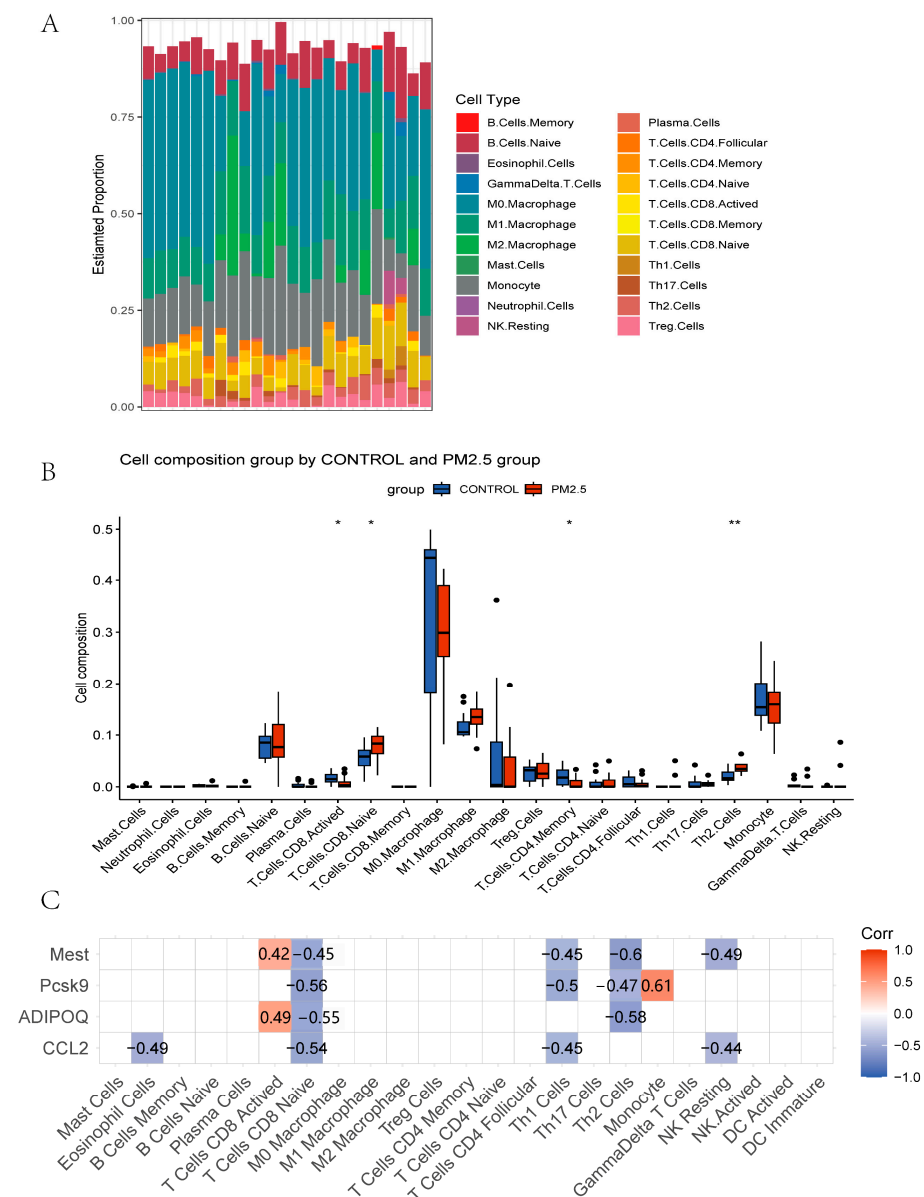 A
Estiamted Proportion
1.00
0.75
0.50
0.25
0.00
Cell Type
B.Cells.Memory
B.Cells.Naive
Eosinophil.Cells
GammaDelta.T.Cells
M0.Macrophage
M1.Macrophage
M2.Macrophage
Mast.Cells
Monocyte
Neutrophil.Cells
NK.Resting
Plasma.Cells
T.Cells.CD4.Follicular
T.Cells.CD4.Memory
T.Cells.CD4.Naive
T.Cells.CD8.Actived
T.Cells.CD8.Memory
T.Cells.CD8.Naive
Th1.Cells
Th17.Cells
Th2.Cells
Treg.Cells
B
Cell composition group by CONTROL and PM2.5 group
group CONTROL PM2.5
* * * **
Cell composition
0.5
0.4
0.3
0.2
0.1
0.0
Mast.Cells
Neutrophil.Cells
Eosinophil.Cells
B.Cells.Memory
B.Cells.Naive
Plasma.Cells
T.Cells.CD8.Actived
T.Cells.CD8.Naive
T.Cells.CD8.Memory
M0.Macrophage
M1.Macrophage
M2.Macrophage
Treg.Cells
T.Cells.CD4.Memory
T.Cells.CD4.Naive
T.Cells.CD4.Follicular
Th1.Cells
Th17.Cells
Th2.Cells
Monocyte
GammaDelta.T.Cells
NK.Resting
C
Mest 0.42 −0.45 −0.45 −0.6 −0.49
Pcsk9 −0.56 −0.5 −0.47 0.61
ADIPOQ 0.49 −0.55 −0.58
CCL2 −0.49 −0.54 −0.45 −0.44
Mast Cells
Eosinophil Cells
B Cells Memory
B Cells Naive
Plasma Cells
T Cells CD8 Actived
T Cells CD8 Naive
M0 Macrophage
M1 Macrophage
M2 Macrophage
Treg Cells
T Cells CD4 Memory
T Cells CD4 Naive
T Cells CD4 Follicular
Th1 Cells
Th17 Cells
Th2 Cells
Monocyte
GammaDelta T Cells
NK Resting
NK.Actived
DC Actived
DC Immature
Corr
1.0
0.5
0.0
−0.5
−1.0